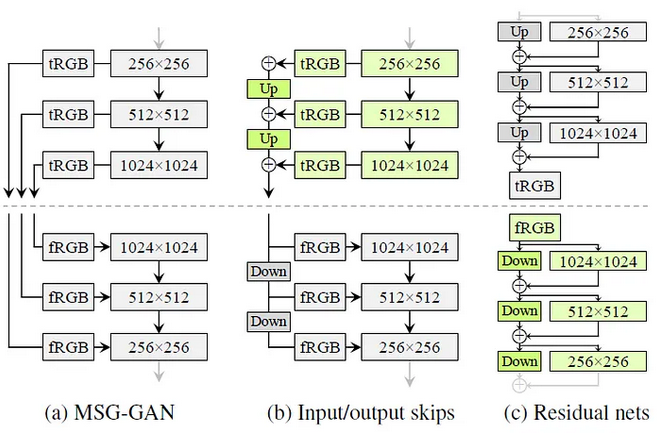 tRGB 256×256
tRGB 512×512
tRGB 1024×1024
fRGB 1024×1024
fRGB 512×512
fRGB 256×256
(a) MSG-GAN
tRGB 256×256
Up
tRGB 512×512
Up
tRGB 1024×1024
fRGB 1024×1024
Down
fRGB 512×512
Down
fRGB 256×256
(b) Input/output skips
Up 256×256
Up 512×512
Up 1024×1024
tRGB
fRGB
Down 1024×1024
Down 512×512
Down 256×256
(c) Residual nets